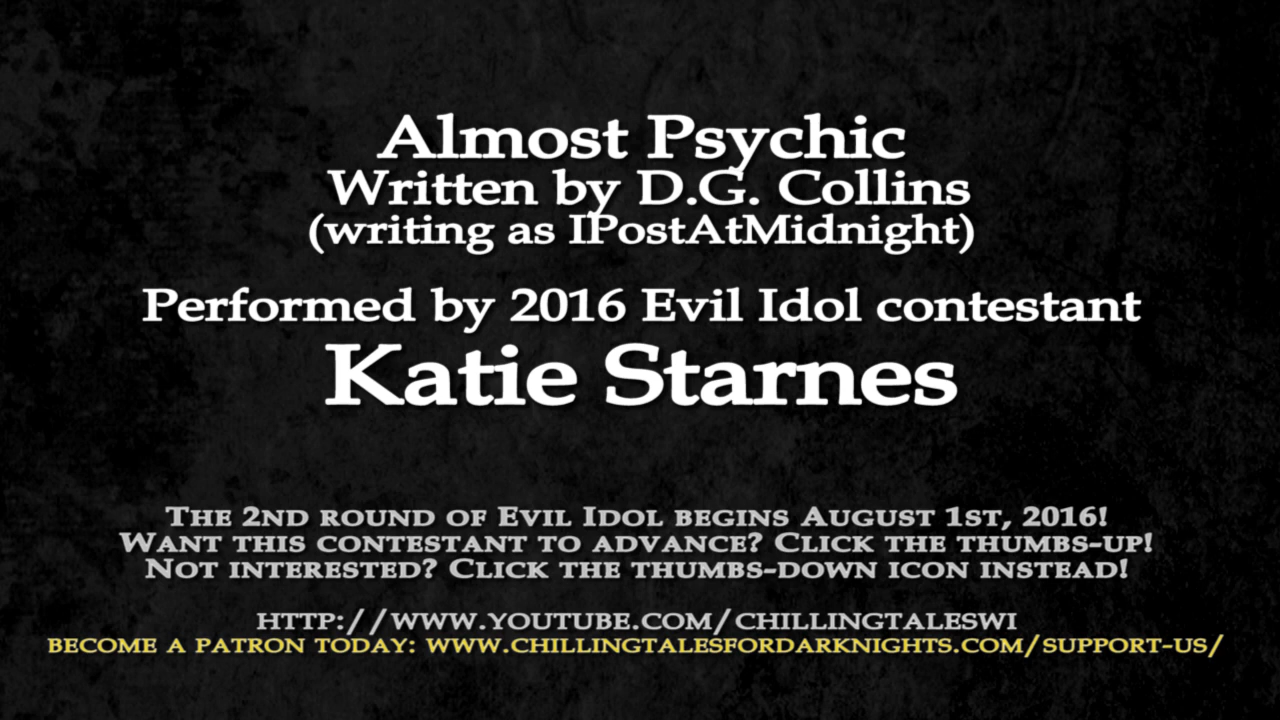 Almost Psychic
Written by D.G. Collins
(writing as IPostAtMidnight)
Performed by 2016 Evil Idol contestant
Katie Starnes
The 2nd round of Evil Idol begins August 1st, 2016!
Want this contestant to advance? Click the thumbs-up!
Not interested? Click the thumbs-down icon instead!
http://www.youtube.com/chillingtaleswi
become a patron today: www.chillingtalesfordarknights.com/support-us/